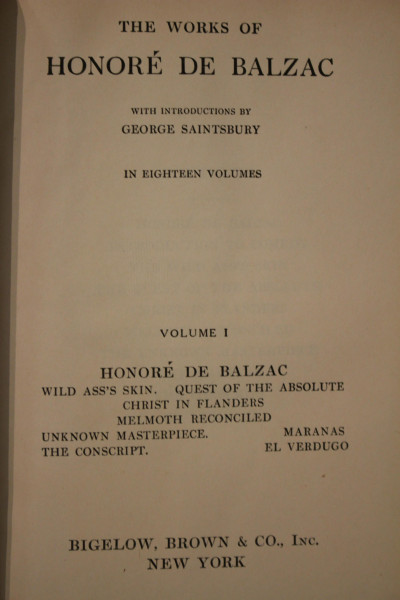 THE WORKS OF
HONORÉ DE BALZAC
WITH INTRODUCTIONS BY
GEORGE SAINTSBURY
IN EIGHTEEN VOLUMES
VOLUME I
HONORÉ DE BALZAC
WILD ASS'S SKIN. QUEST OF THE ABSOLUTE
CHRIST IN FLANDERS
MELMOTH RECONCILED
UNKNOWN MASTERPIECE. MARANAS
THE CONSCRIPT. EL VERDUGO
BIGELOW, BROWN & CO., INC.
NEW YORK